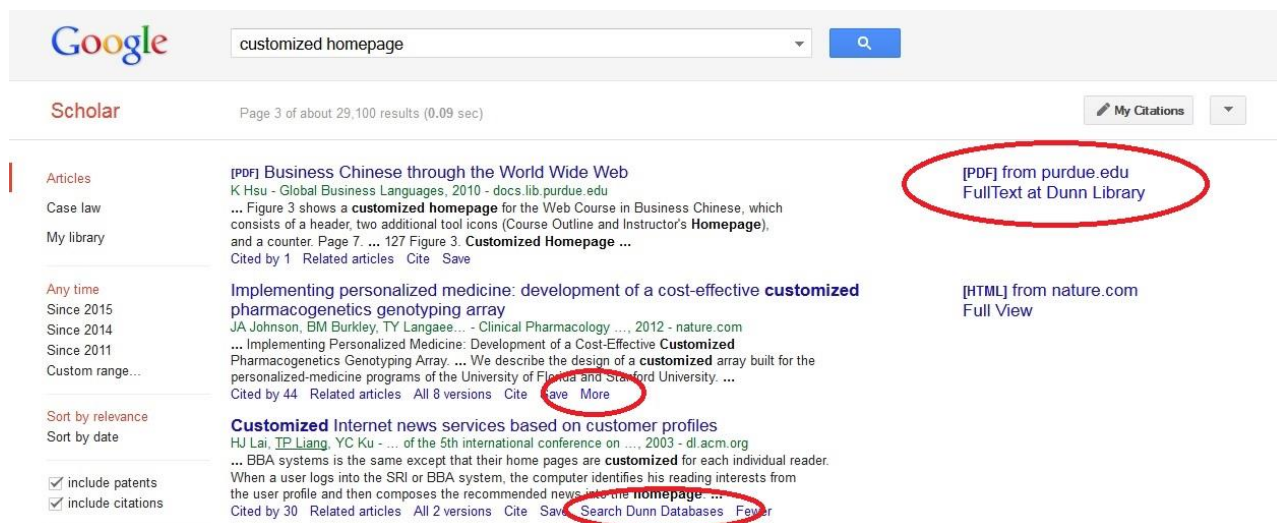 Google
customized homepage
Scholar
Page 3 of about 29,100 results (0.09 sec)
My Citations
Articles
Case law
My library
Any time
Since 2015
Since 2014
Since 2011
Custom range...
Sort by relevance
Sort by date
include patents
include citations
[PDF] Business Chinese through the World Wide Web
K Hsu - Global Business Languages, 2010 - docs.lib.purdue.edu
... Figure 3 shows a customized homepage for the Web Course in Business Chinese, which
consists of a header, two additional tool icons (Course Outline and Instructor's Homepage),
and a counter. Page 7. ... 127 Figure 3. Customized Homepage ...
Cited by 1 Related articles Cite Save
[PDF] from purdue.edu
FullText at Dunn Library
Implementing personalized medicine: development of a cost-effective customized
pharmacogenetics genotyping array
JA Johnson, BM Burkley, TY Langaee... - Clinical Pharmacology ..., 2012 - nature.com
... Implementing Personalized Medicine: Development of a Cost-Effective Customized
Pharmacogenetics Genotyping Array. ... We describe the design of a customized array built for the
personalized-medicine programs of the University of Florida and Stanford University. ...
Cited by 44 Related articles All 8 versions Cite Save More
[HTML] from nature.com
Full View
Customized Internet news services based on customer profiles
HJ Lai, TP Liang, YC Ku - ... of the 5th international conference on ..., 2003 - dl.acm.org
... BBA systems is the same except that their home pages are customized for each individual reader.
When a user logs into the SRI or BBA system, the computer identifies his reading interests from
the user profile and then composes the recommended news into the homepage. ...
Cited by 30 Related articles All 2 versions Cite Save Search Dunn Databases Fewer